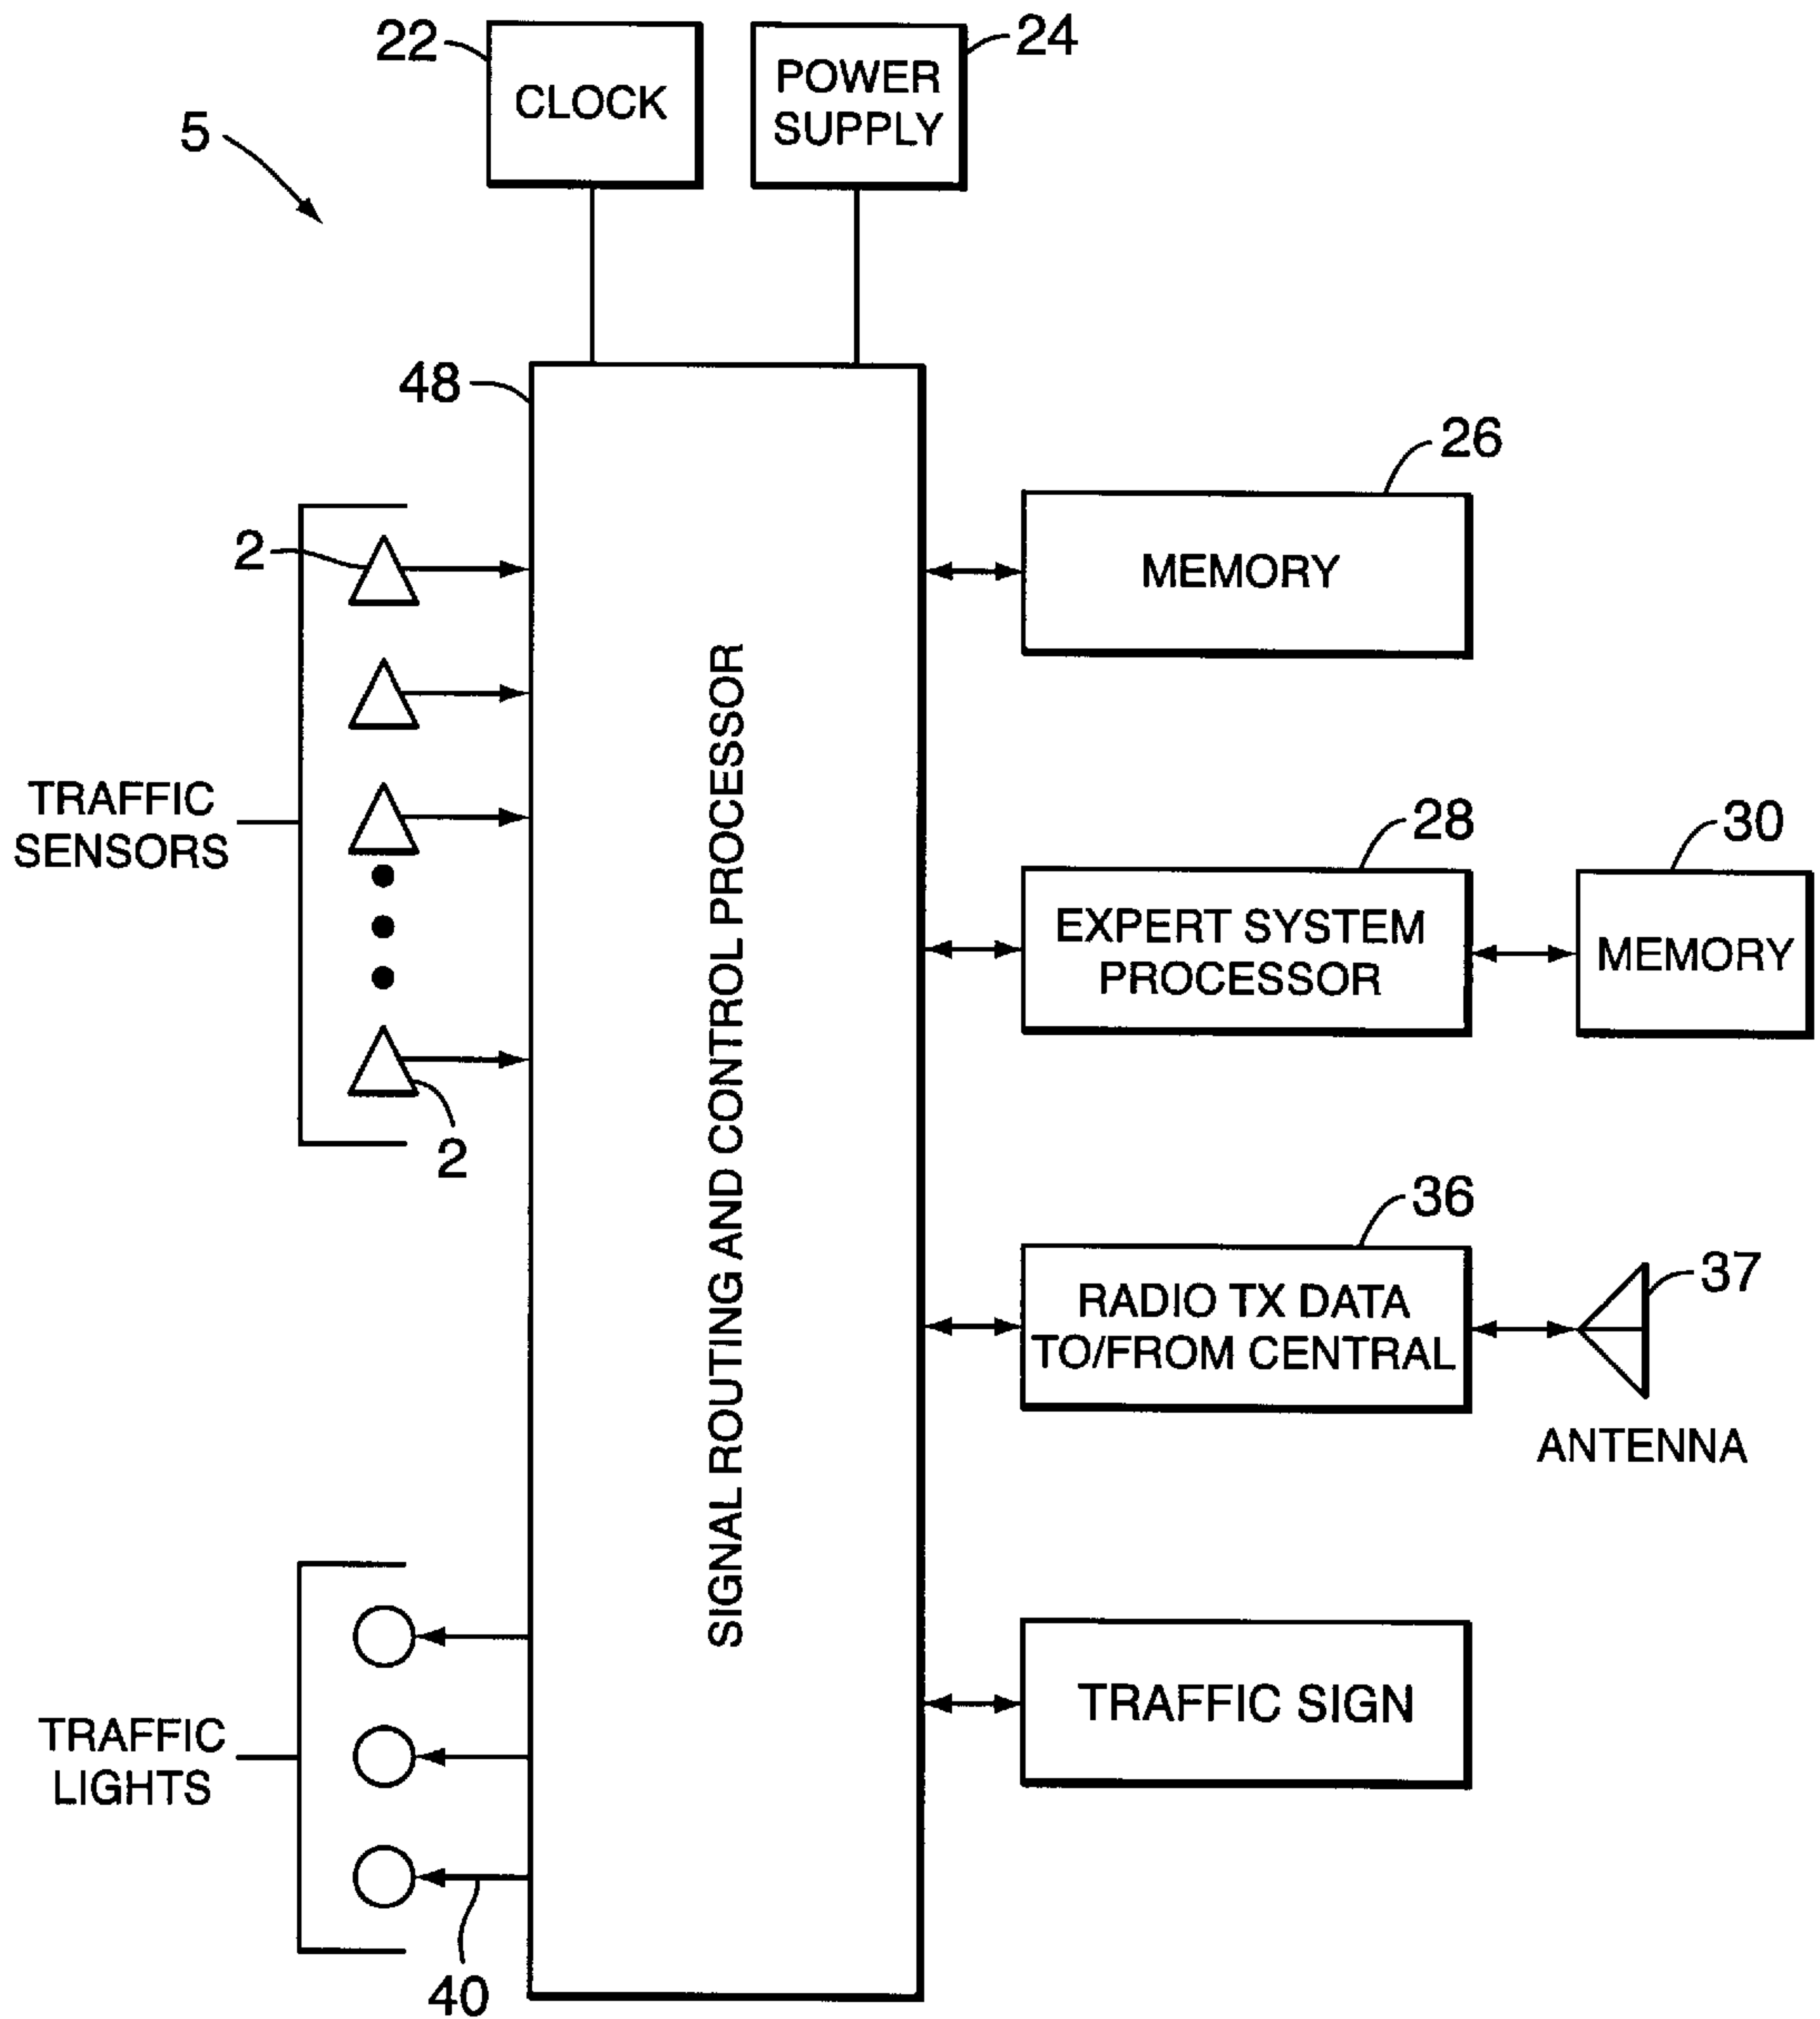 22
CLOCK
POWER
SUPPLY
24
5
48
26
MEMORY
2
TRAFFIC
SENSORS
2
SIGNAL ROUTING AND CONTROL PROCESSOR
28
EXPERT SYSTEM
PROCESSOR
30
MEMORY
36
RADIO TX DATA
TO/FROM CENTRAL
37
ANTENNA
TRAFFIC SIGN
TRAFFIC
LIGHTS
40